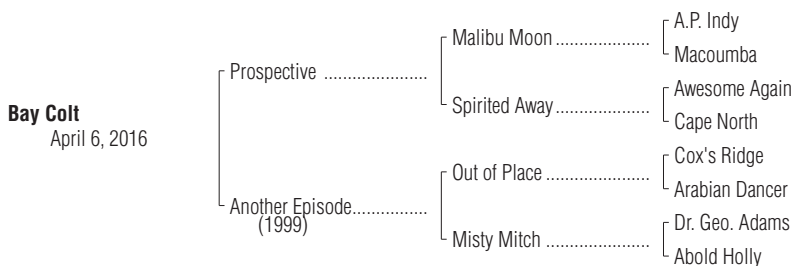 A.P. Indy
Malibu Moon ....................
Macoumba
Prospective ......................
Awesome Again
Spirited Away....................
Cape North
Bay Colt
April 6, 2016
Cox's Ridge
Out of Place ......................
Arabian Dancer
Another Episode................
(1999)
Dr. Geo. Adams
Misty Mitch ......................
Abold Holly